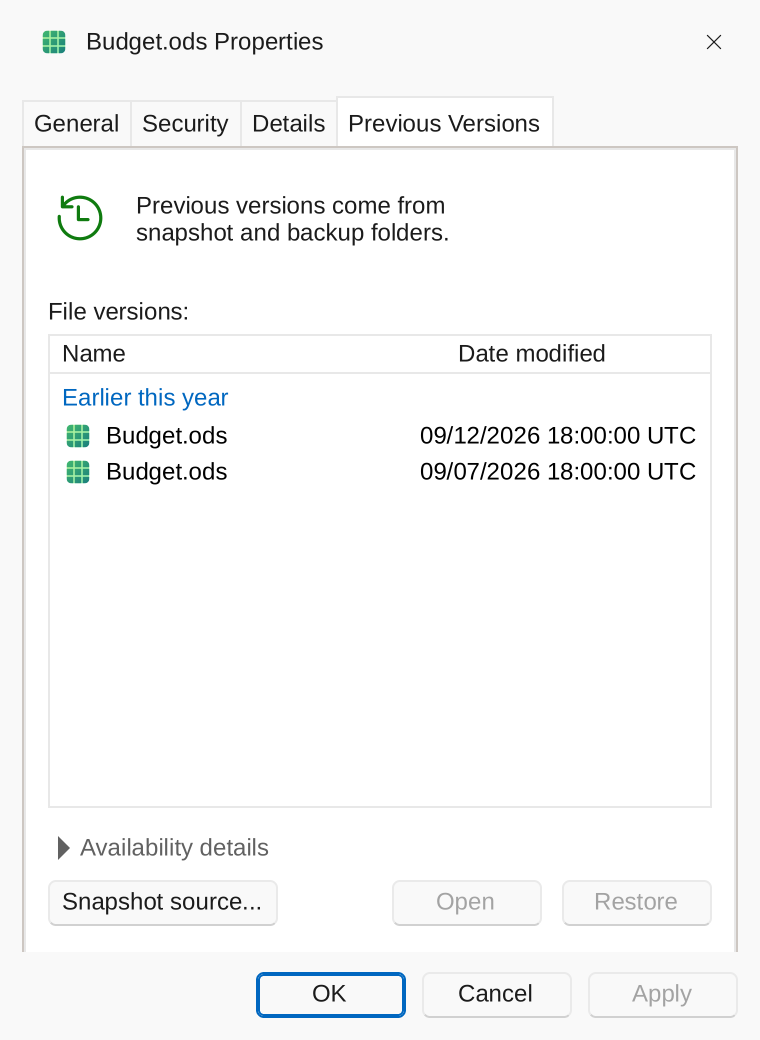 Budget.ods Properties
General Security Details Previous Versions
Previous versions come from
snapshot and backup folders.
File versions:
Name Date modified
Earlier this year
Budget.ods 09/12/2026 18:00:00 UTC
Budget.ods 09/07/2026 18:00:00 UTC
Availability details
Snapshot source... Open Restore
OK Cancel Apply